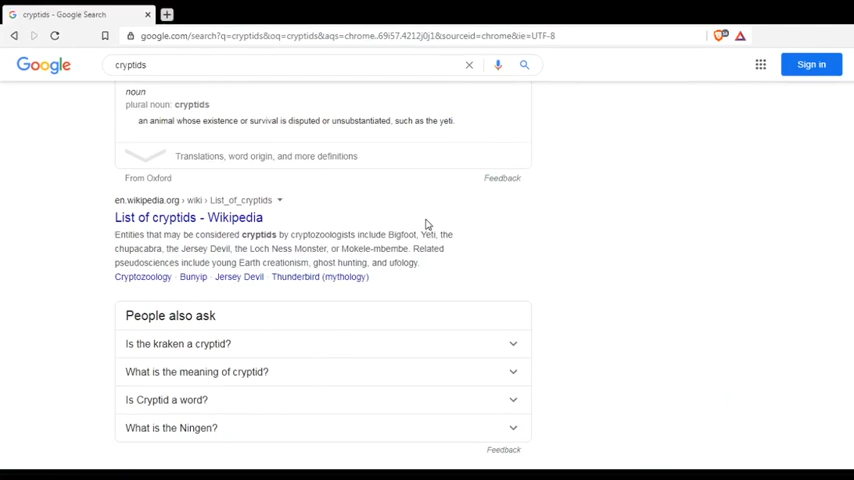 cryptids - Google Search
google.com/search?q=cryptids&oq=cryptids&aqs=chrome..69i57.4212j0j1&sourceid=chrome&ie=UTF-8
Google
cryptids
Sign in
noun
plural noun: cryptids
an animal whose existence or survival is disputed or unsubstantiated, such as the yeti.
Translations, word origin, and more definitions
From Oxford
Feedback
en.wikipedia.org › wiki › List_of_cryptids
List of cryptids - Wikipedia
Entities that may be considered cryptids by cryptozoologists include Bigfoot, Yeti, the
chupacabra, the Jersey Devil, the Loch Ness Monster, or Mokele-mbembe. Related
pseudosciences include young Earth creationism, ghost hunting, and ufology.
Cryptozoology · Bunyip · Jersey Devil · Thunderbird (mythology)
People also ask
Is the kraken a cryptid?
What is the meaning of cryptid?
Is Cryptid a word?
What is the Ningen?
Feedback